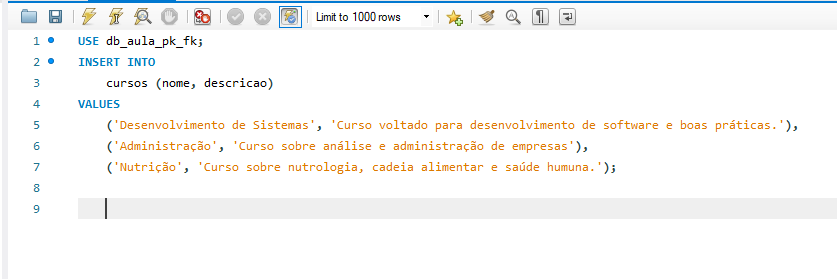 Limit to 1000 rows
1 USE db_aula_pk_fk;
2 INSERT INTO
3 cursos (nome, descricao)
4 VALUES
5 ('Desenvolvimento de Sistemas', 'Curso voltado para desenvolvimento de software e boas práticas.'),
6 ('Administração', 'Curso sobre análise e administração de empresas'),
7 ('Nutrição', 'Curso sobre nutrologia, cadeia alimentar e saúde humuna.');
8
9